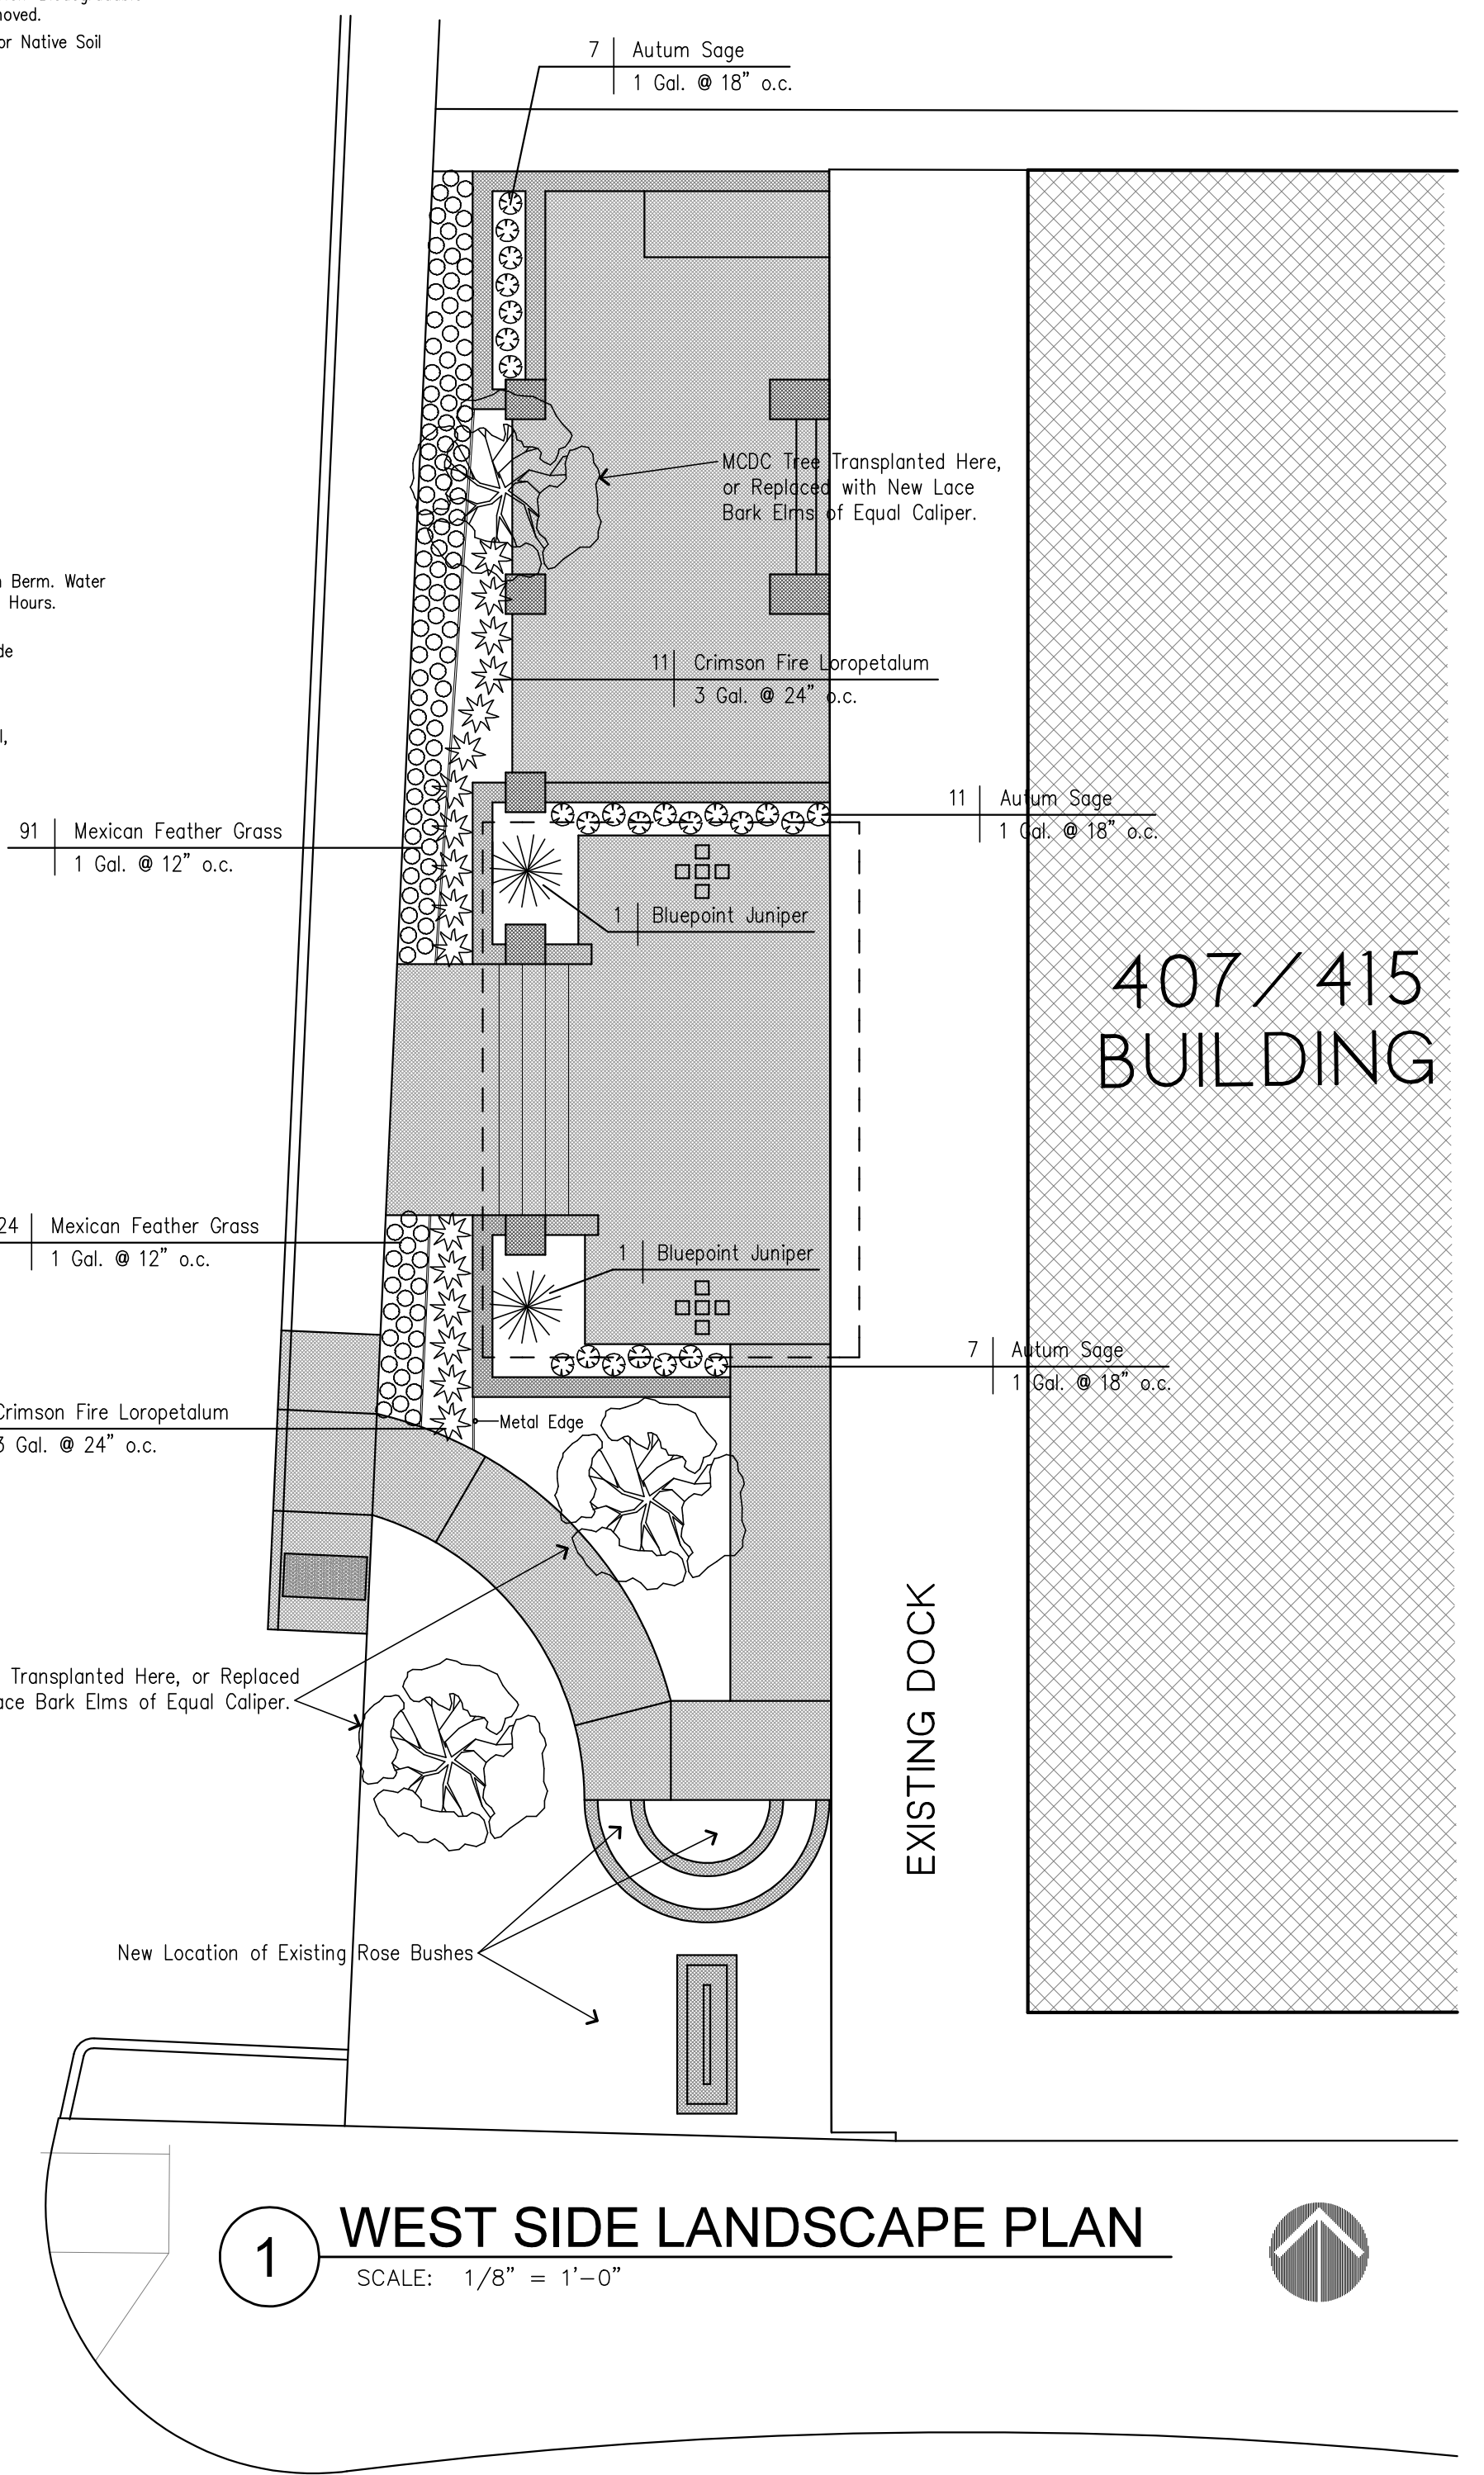 noved.
or Native Soil
7 Autum Sage
1 Gal. @ 18" o.c.
MCDC Tree Transplanted Here,
or Replaced with New Lace
Bark Elms of Equal Caliper.
Berm. Water
Hours.
de
11 Crimson Fire Loropetalum
3 Gal. @ 24" o.c.
l,
11 Autum Sage
1 Gal. @ 18" o.c.
91 Mexican Feather Grass
1 Gal. @ 12" o.c.
1 Bluepoint Juniper
407/415
BUILDING
24 Mexican Feather Grass
1 Gal. @ 12" o.c.
1 Bluepoint Juniper
7 Autum Sage
1 Gal. @ 18" o.c.
Crimson Fire Loropetalum
3 Gal. @ 24" o.c.
Metal Edge
EXISTING DOCK
Transplanted Here, or Replaced
ace Bark Elms of Equal Caliper.
New Location of Existing Rose Bushes
1 WEST SIDE LANDSCAPE PLAN
SCALE: 1/8" = 1'-0"